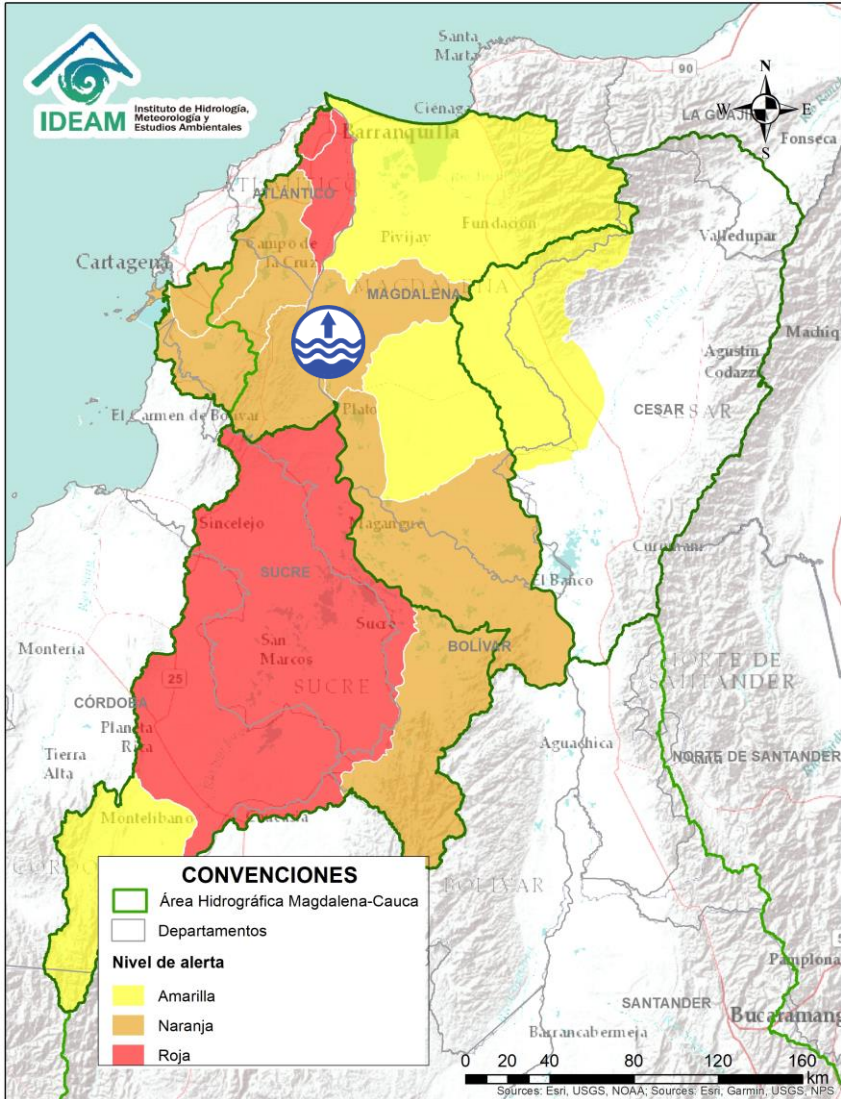 IDEAM
Instituto de Hidrología,
Meteorología y
Estudios Ambientales
Santa
Marta
90
N
W
E
S
Ciénaga
LA GUAJIRA
Fonseca
Barranquilla
ATLÁNTICO
Fundación
Pivijay
Valledupar
Campo de
la Cruz
Cartagena
MAGDALENA
Agustín
Codazzi
CESAR
CESAR
El Carmen de Bolívar
Plato
Sincelejo
Magangué
SUCRE
Curumaní
El Banco
Sucre
BOLÍVAR
San
Marcos
SUCRE
Montería
25
NORTE DE
SANTANDER
CÓRDOBA
Planeta
Rica
Aguachica
NORTE DE SANTANDER
Tierra
Alta
Montelíbano
BOLÍVAR
CONVENCIONES
Área Hidrográfica Magdalena-Cauca
Departamentos
Nivel de alerta
Amarilla
Naranja
Roja
Pamplona
SANTANDER
Bucaramang
Barrancabermeja
0 20 40 80 120 160
km
Sources: Esri, USGS, NOAA; Sources: Esri, Garmin, USGS, NPS